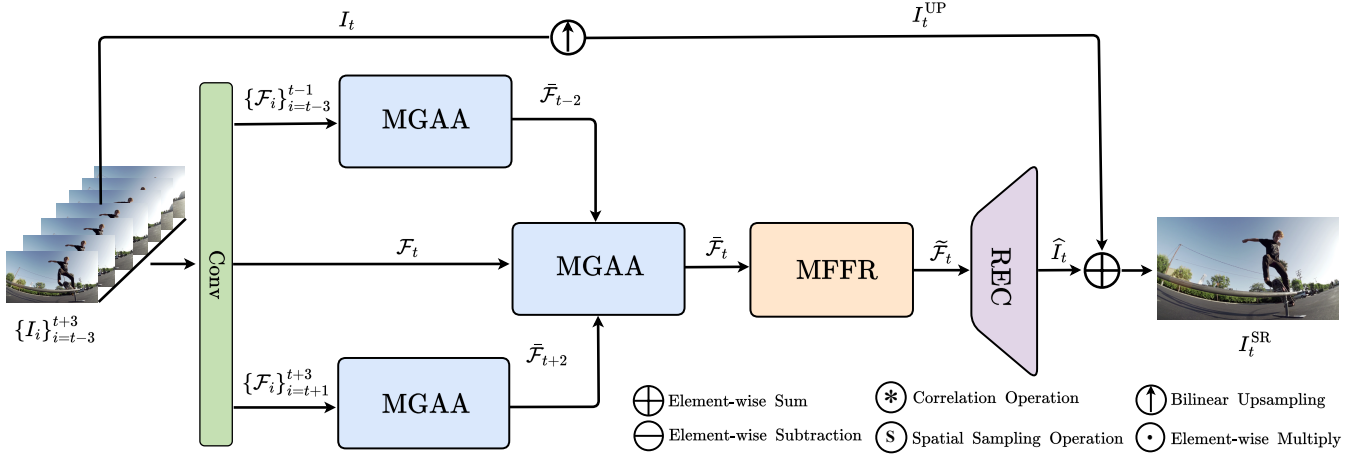 I_t
I_t^UP
{F_i}_{i=t-3}^{t-1}
MGAA
F̄_{t-2}
Conv
F_t
MGAA
F̄_t
MFFR
F̃_t
REC
Î_t
{I_i}_{i=t-3}^{t+3}
I_t^SR
{F_i}_{i=t+1}^{t+3}
MGAA
F̄_{t+2}
Element-wise Sum
* Correlation Operation
Bilinear Upsampling
Element-wise Subtraction
S Spatial Sampling Operation
Element-wise Multiply